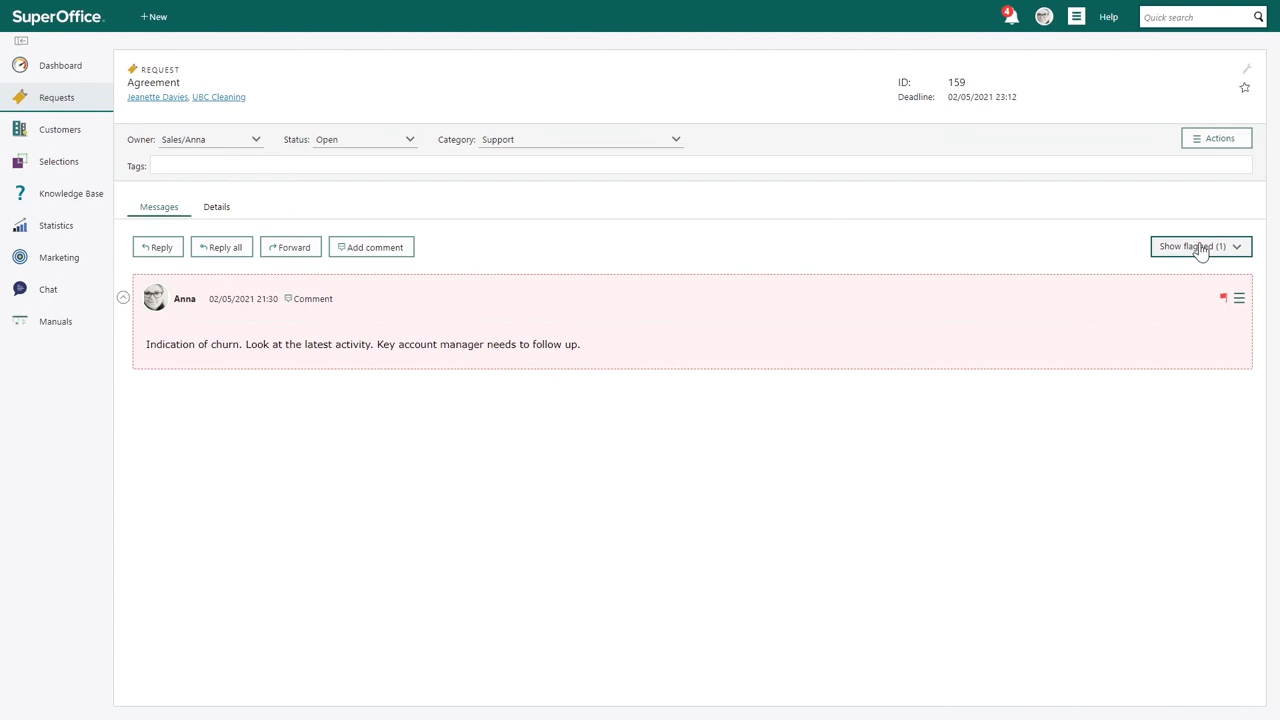 SuperOffice.
+ New
4
Help
Quick search
Dashboard
Requests
Customers
Selections
Knowledge Base
Statistics
Marketing
Chat
Manuals
REQUEST
Agreement
Jeanette Davies, UBC Cleaning
ID: 159
Deadline: 02/05/2021 23:12
Owner: Sales/Anna
Status: Open
Category: Support
Actions
Tags:
Messages
Details
Reply
Reply all
Forward
Add comment
Show flagged (1)
Anna 02/05/2021 21:30 Comment
Indication of churn. Look at the latest activity. Key account manager needs to follow up.